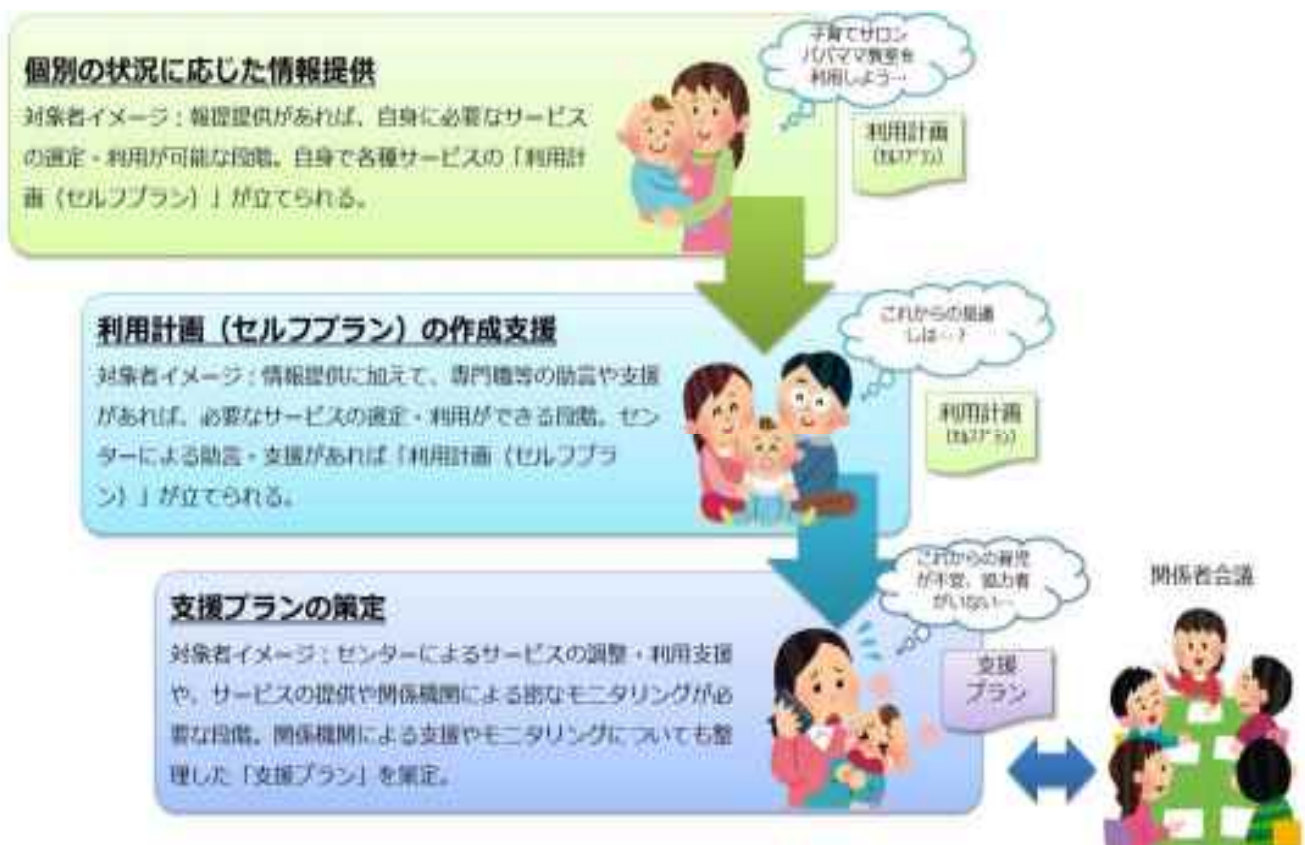 個別の状況に応じた情報提供
対象者イメージ：報提提供があれば、自身に必要なサービス
の選定・利用が可能な段階。自身で各種サービスの「利用計
画（セルフプラン）」が立てられる。
子育てサロン
パパママ教室を
利用しよう…
利用計画
（セルフプラン）
利用計画（セルフプラン）の作成支援
対象者イメージ：情報提供に加えて、専門職等の助言や支援
があれば、必要なサービスの選定・利用ができる段階。セン
ターによる助言・支援があれば「利用計画（セルフプラ
ン）」が立てられる。
これからの見通
しは…？
利用計画
（セルフプラン）
支援プランの策定
対象者イメージ：センターによるサービスの調整・利用支援
や、サービスの提供や関係機関による密なモニタリングが必
要な段階。関係機関による支援やモニタリングについても整
理した「支援プラン」を策定。
これからの育児
が不安、協力者
がいない…
支援
プラン
関係者会議